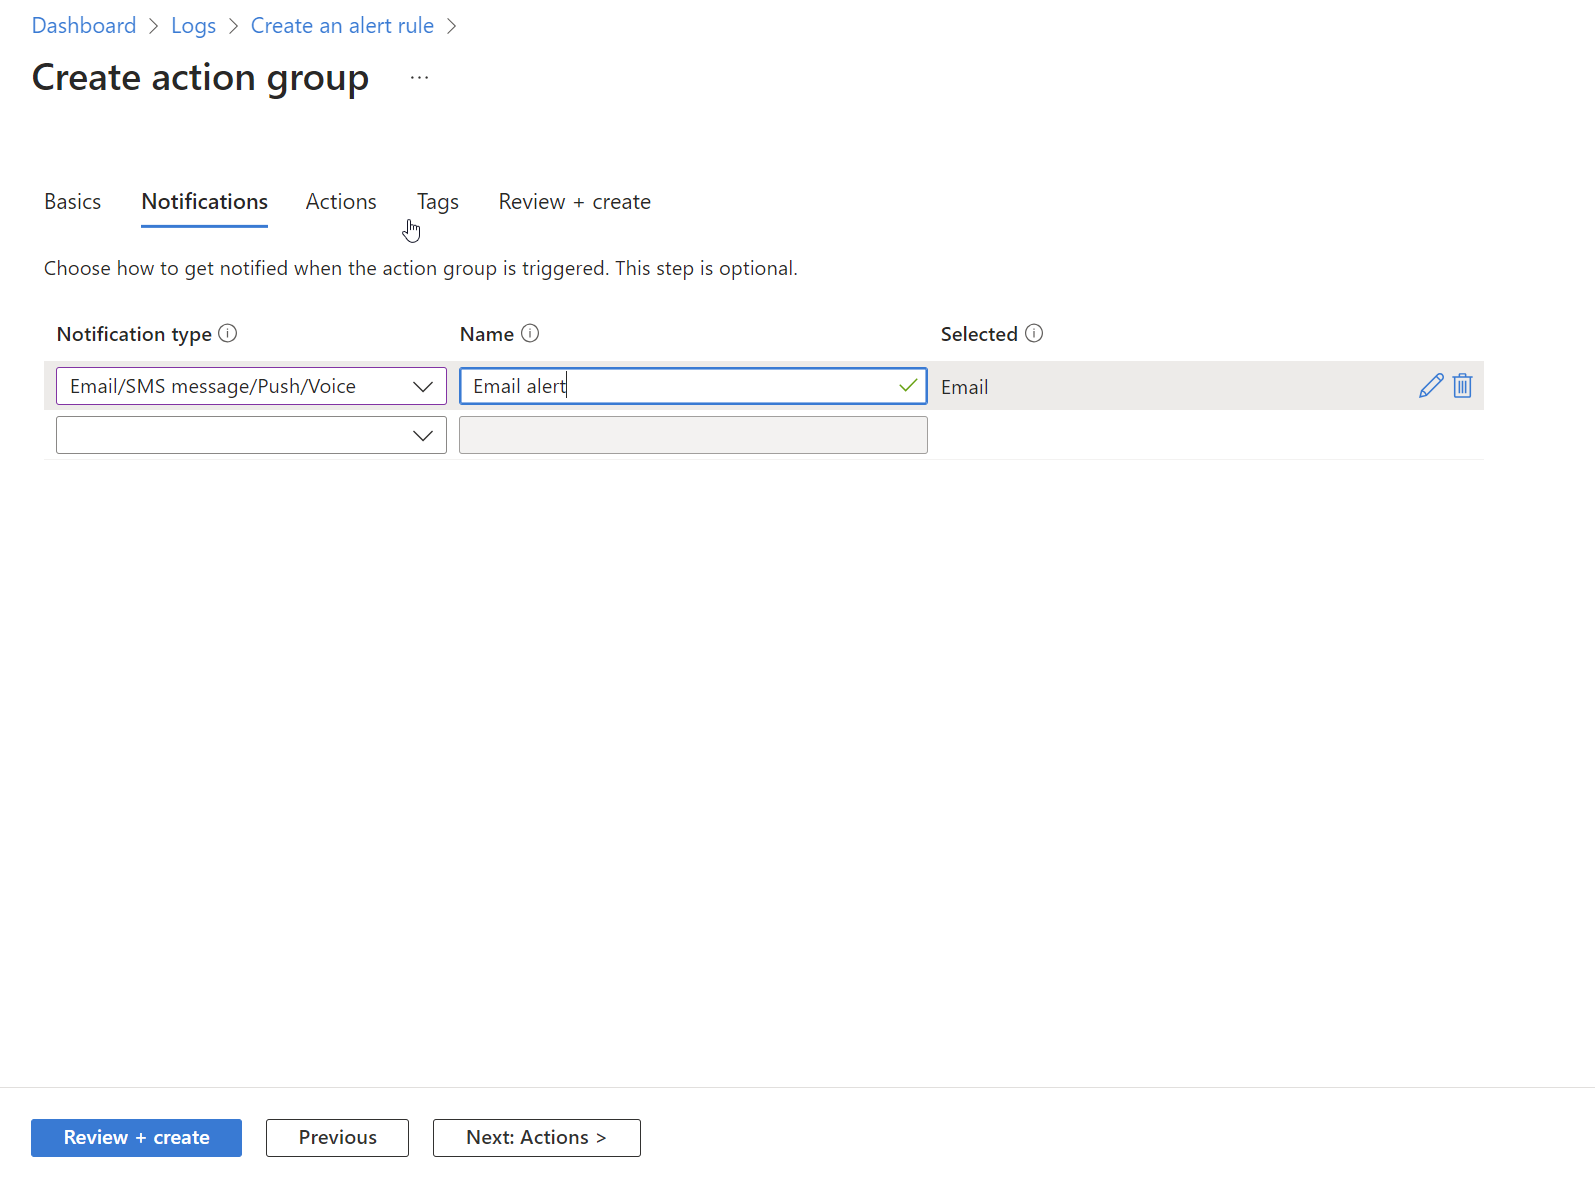 Dashboard > Logs > Create an alert rule >
Create action group ...
Basics Notifications Actions Tags Review + create
Choose how to get notified when the action group is triggered. This step is optional.
Notification type Name Selected
Email/SMS message/Push/Voice Email alert Email
Review + create Previous Next: Actions >